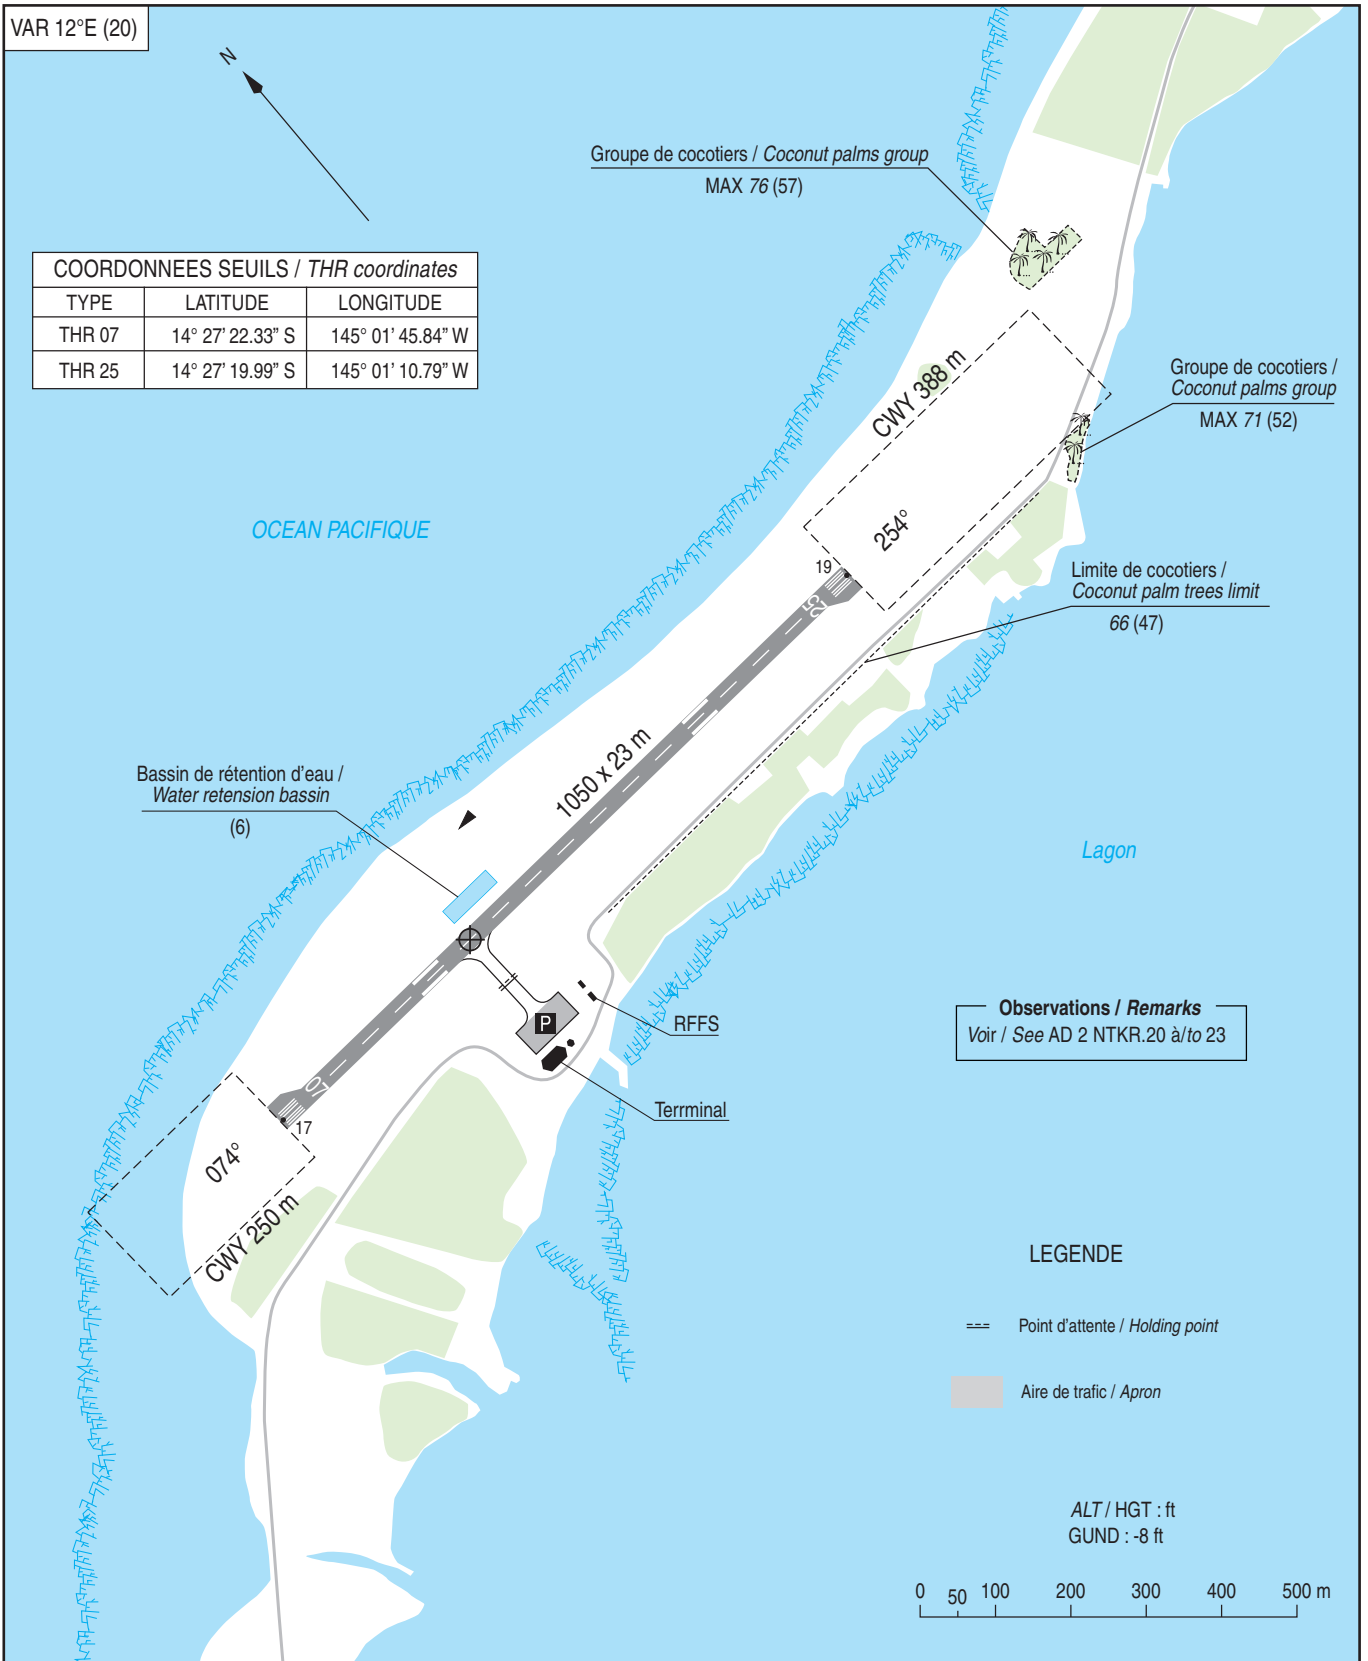 VAR 12°E (20)
N
Groupe de cocotiers / Coconut palms group
MAX 76 (57)
COORDONNEES SEUILS / THR coordinates
TYPE LATITUDE LONGITUDE
THR 07 14° 27' 22.33" S 145° 01' 45.84" W
THR 25 14° 27' 19.99" S 145° 01' 10.79" W
CWY 388 m
Groupe de cocotiers /
Coconut palms group
MAX 71 (52)
OCEAN PACIFIQUE
254°
19
25
Limite de cocotiers /
Coconut palm trees limit
66 (47)
1050 x 23 m
Bassin de rétention d'eau /
Water retension bassin
(6)
Lagon
P
RFFS
Observations / Remarks
Voir / See AD 2 NTKR.20 à/to 23
07
17
Terrminal
074°
CWY 250 m
LEGENDE
Point d'attente / Holding point
Aire de trafic / Apron
ALT / HGT : ft
GUND : -8 ft
0 50 100 200 300 400 500 m